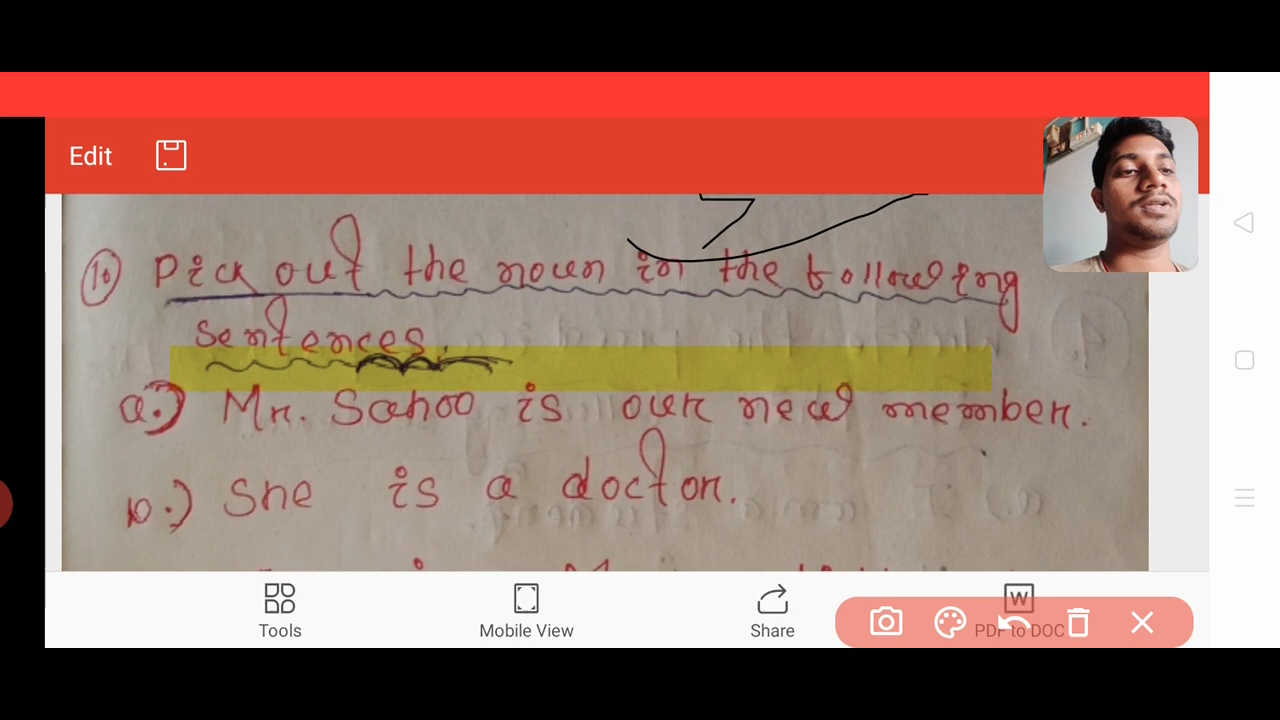 Edit
10 Pick out the noun in the following
sentences.
a.) Mr. Sahoo is our new member.
b.) She is a doctor.
Tools
Mobile View
Share
PDF to DOC